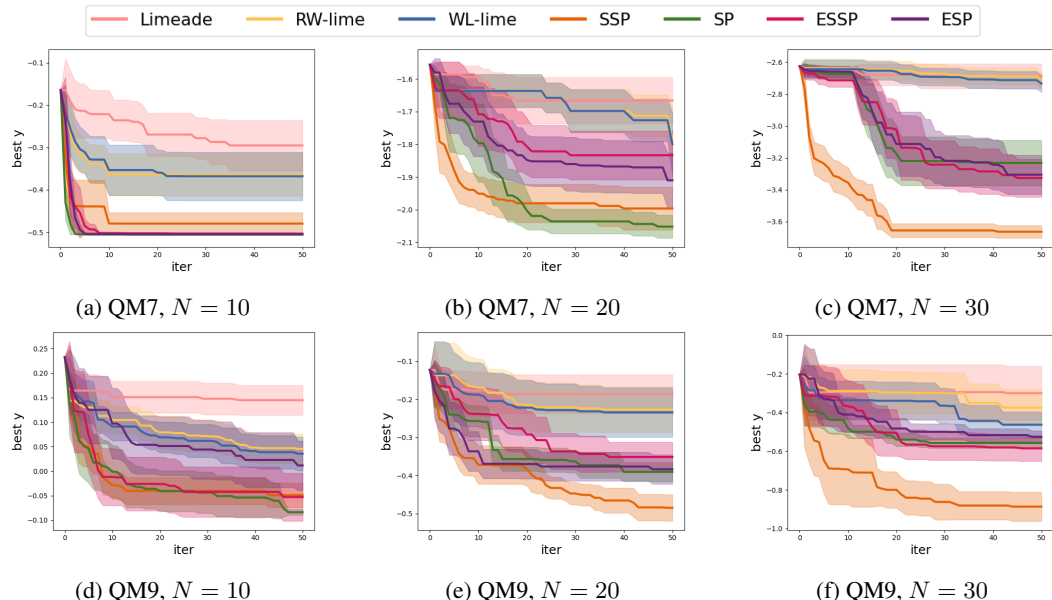 Limeade RW-lime WL-lime SSP SP ESSP ESP
best y
−0.1
−0.2
−0.3
−0.4
−0.5
0 10 20 30 40 50
iter
(a) QM7, N = 10
best y
−1.6
−1.7
−1.8
−1.9
−2.0
−2.1
0 10 20 30 40 50
iter
(b) QM7, N = 20
best y
−2.6
−2.8
−3.0
−3.2
−3.4
−3.6
0 10 20 30 40 50
iter
(c) QM7, N = 30
best y
0.25
0.20
0.15
0.10
0.05
0.00
−0.05
−0.10
0 10 20 30 40 50
iter
(d) QM9, N = 10
best y
−0.1
−0.2
−0.3
−0.4
−0.5
0 10 20 30 40 50
iter
(e) QM9, N = 20
best y
0.0
−0.2
−0.4
−0.6
−0.8
−1.0
0 10 20 30 40 50
iter
(f) QM9, N = 30